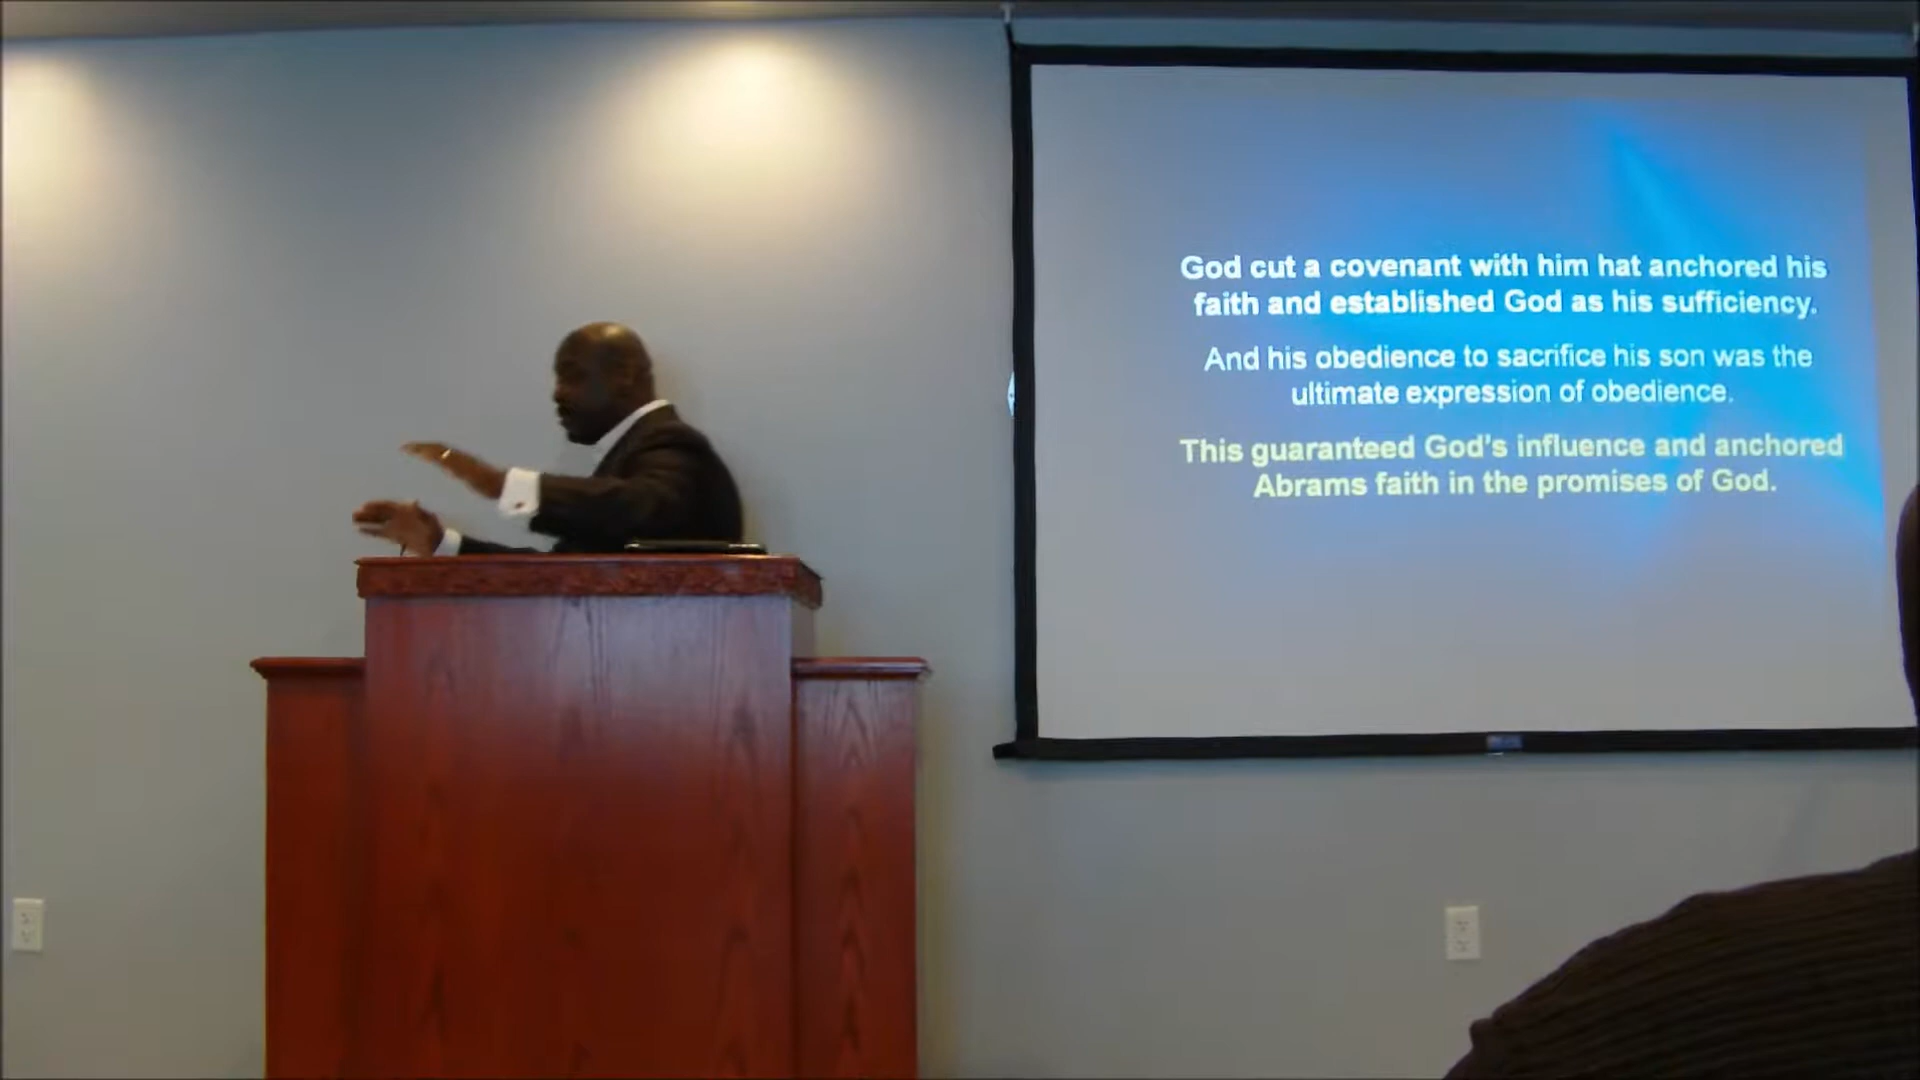 God cut a covenant with him hat anchored his
faith and established God as his sufficiency.
And his obedience to sacrifice his son was the
ultimate expression of obedience.
This guaranteed God's influence and anchored
Abrams faith in the promises of God.